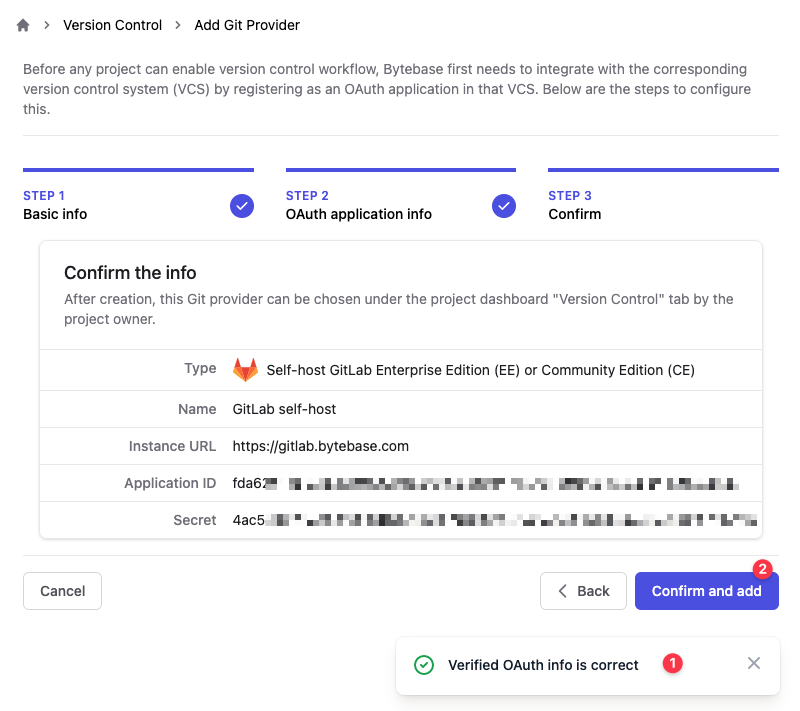 Version Control > Add Git Provider
Before any project can enable version control workflow, Bytebase first needs to integrate with the corresponding
version control system (VCS) by registering as an OAuth application in that VCS. Below are the steps to configure
this.
STEP 1
Basic info
STEP 2
OAuth application info
STEP 3
Confirm
Confirm the info
After creation, this Git provider can be chosen under the project dashboard "Version Control" tab by the
project owner.
Type Self-host GitLab Enterprise Edition (EE) or Community Edition (CE)
Name GitLab self-host
Instance URL https://gitlab.bytebase.com
Application ID fda62
Secret 4ac5
2
Cancel
Back
Confirm and add
Verified OAuth info is correct 1